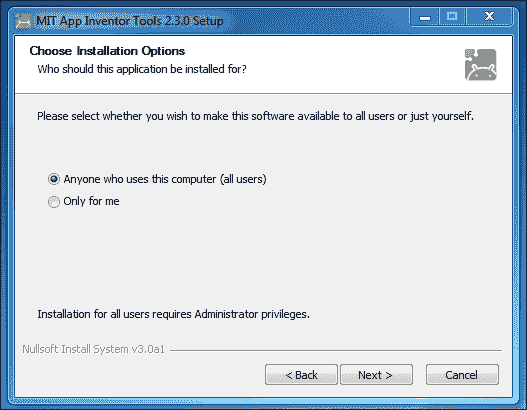 MIT App Inventor Tools 2.3.0 Setup
Choose Installation Options
Who should this application be installed for?
Please select whether you wish to make this software available to all users or just yourself.
Anyone who uses this computer (all users)
Only for me
Installation for all users requires Administrator privileges.
Nullsoft Install System v3.0a1
< Back Next > Cancel